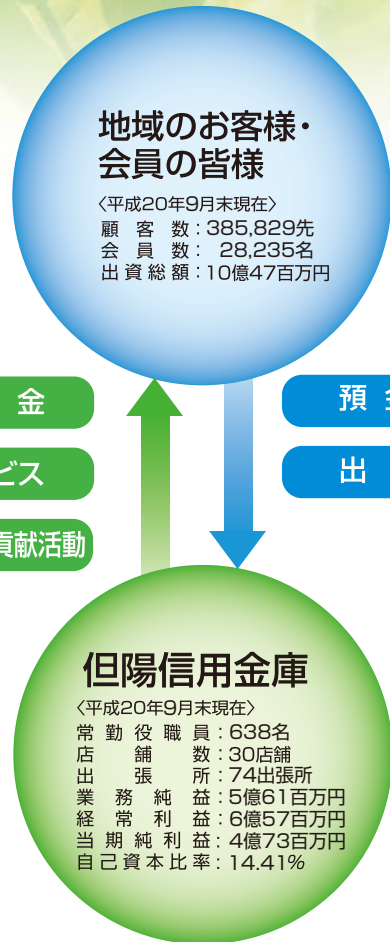 地域のお客様・
会員の皆様
〈平成20年9月末現在〉
顧客数：385,829先
会員数：28,235名
出資総額：10億47百万円
金
預
ビス
出
貢献活動
但陽信用金庫
〈平成20年9月末現在〉
常勤役職員：638名
店舗数：30店舗
出張所：74出張所
業務純益：5億61百万円
経常利益：6億57百万円
当期純利益：4億73百万円
自己資本比率：14.41%